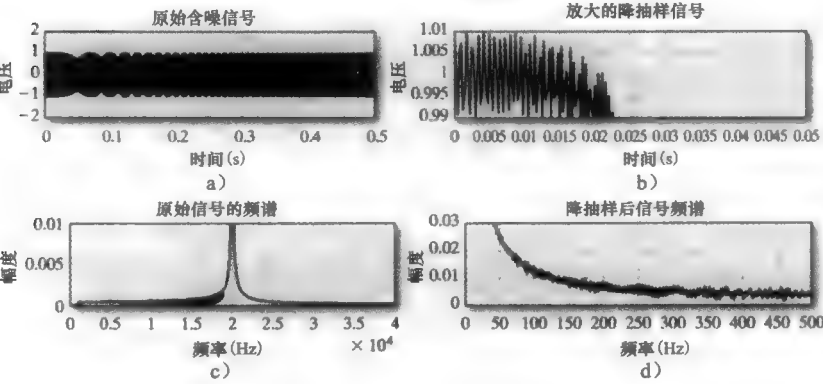 原始含噪信号
电压
2
1
0
−1
−2
0 0.1 0.2 0.3 0.4 0.5
时间(s)
a)
放大的降抽样信号
电压
1.01
1.005
1
0.995
0.99
0 0.005 0.01 0.015 0.02 0.025 0.03 0.035 0.04 0.045 0.05
时间(s)
b)
原始信号的频谱
幅度
0.01
0.005
0
0 0.5 1 1.5 2 2.5 3 3.5 4
频率(Hz) × 10⁴
c)
降抽样后信号频谱
幅度
0.03
0.02
0.01
0
0 50 100 150 200 250 300 350 400 450 500
频率(Hz)
d)